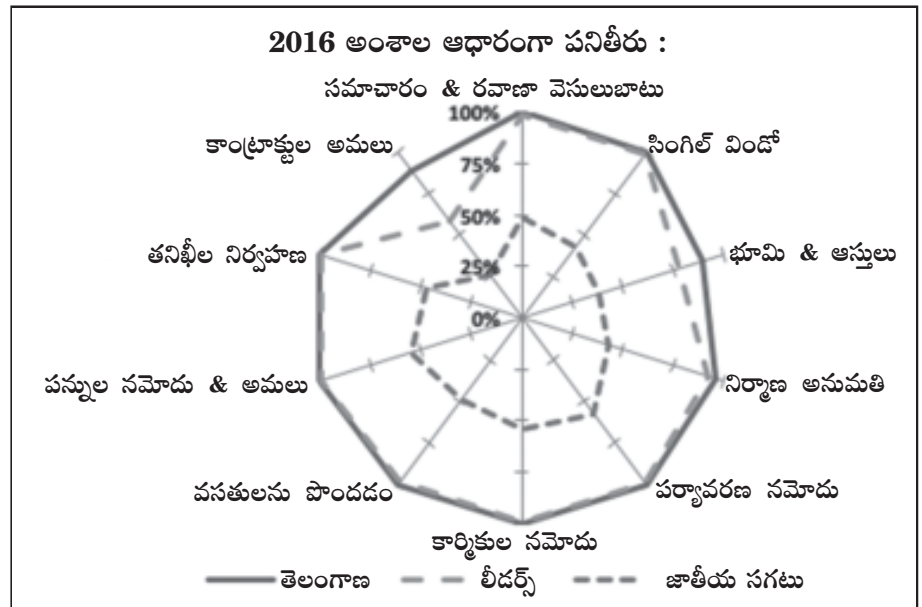 2016 అంశాల ఆధారంగా పనితీరు :
సమాచారం & రవాణా వెసులుబాటు
100%
కాంట్రాక్టుల అమలు
సింగిల్ విండో
75%
50%
తనిఖీల నిర్వహణ
భూమి & ఆస్తులు
25%
0%
పన్నుల నమోదు & అమలు
నిర్మాణ అనుమతి
వసతులను పొందడం
పర్యావరణ నమోదు
కార్మికుల నమోదు
తెలంగాణ లీడర్స్ జాతీయ సగటు